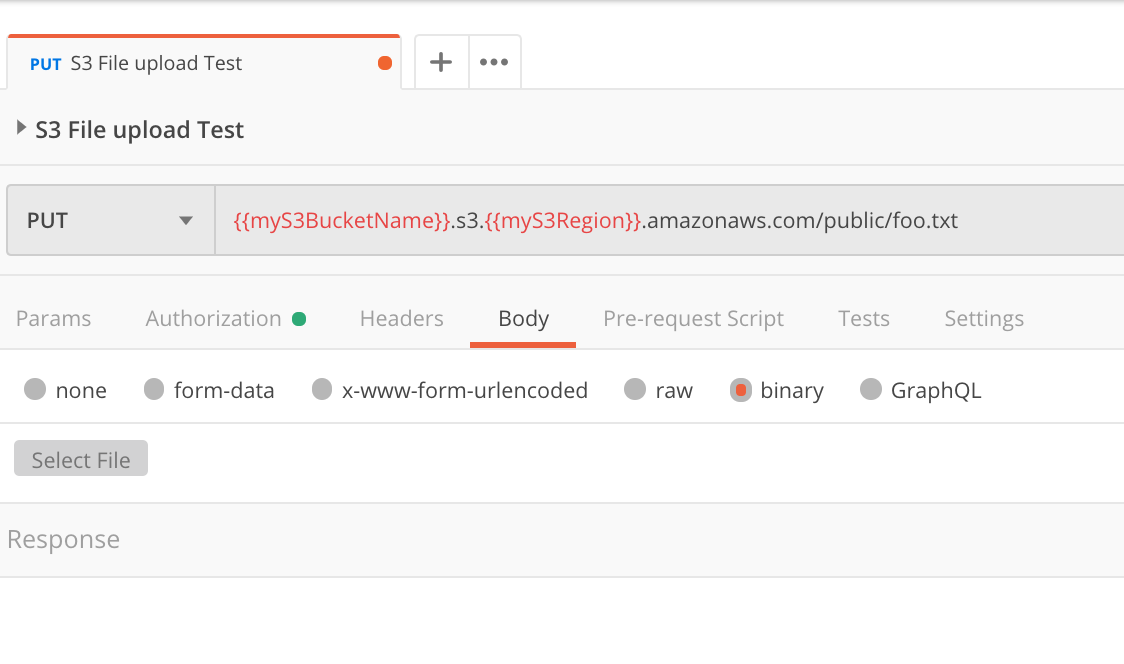 PUT S3 File upload Test
S3 File upload Test
PUT {{myS3BucketName}}.s3.{{myS3Region}}.amazonaws.com/public/foo.txt
Params Authorization Headers Body Pre-request Script Tests Settings
none form-data x-www-form-urlencoded raw binary GraphQL
Select File
Response